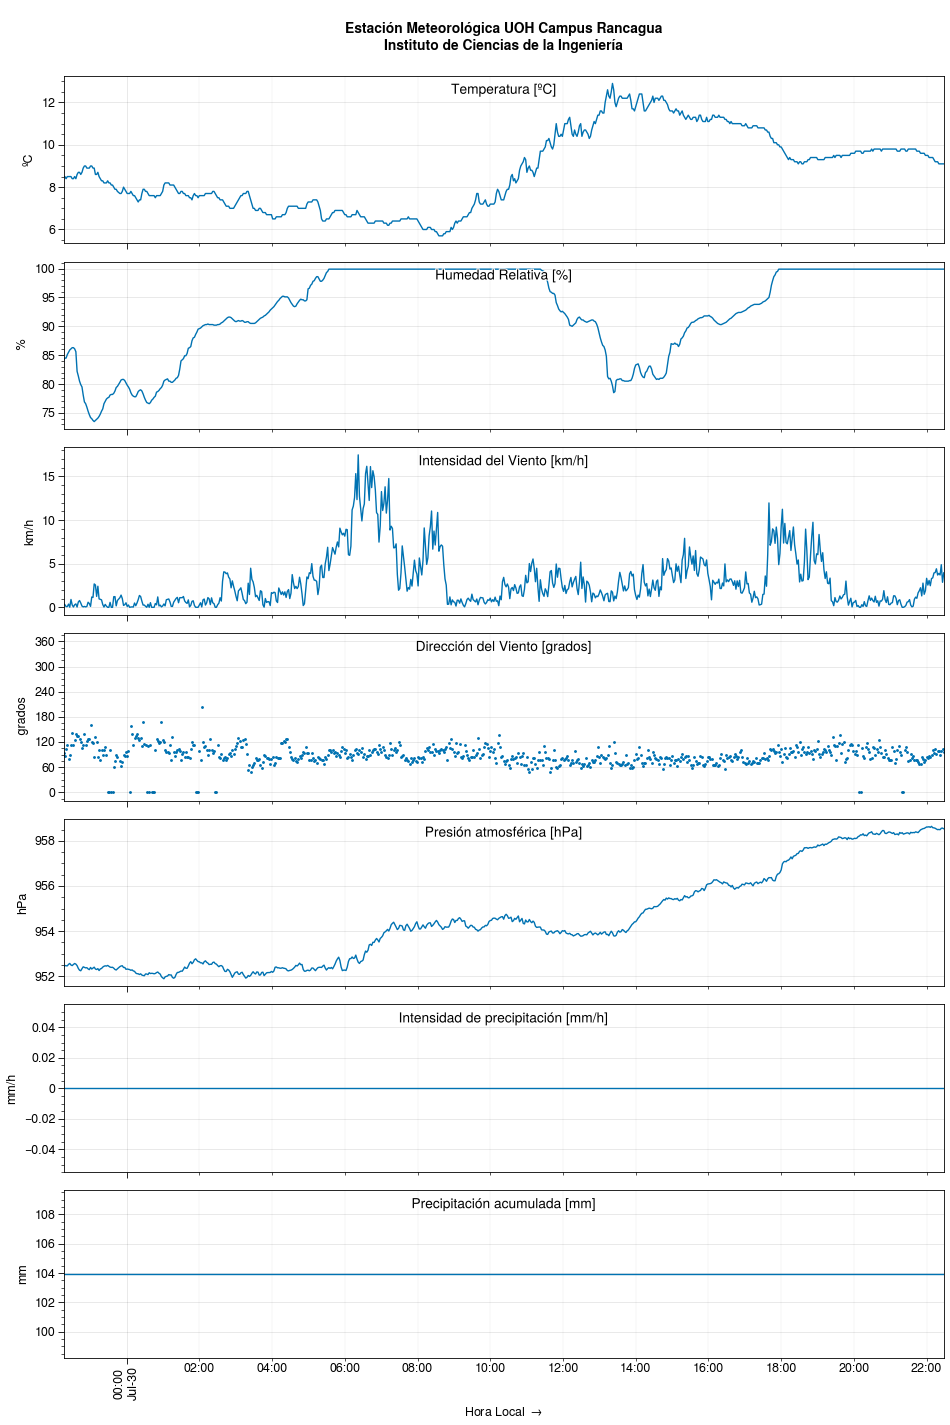 Estación Meteorológica UOH Campus Rancagua
Instituto de Ciencias de la Ingeniería
Temperatura [ºC]
ºC
12
10
8
6
Humedad Relativa [%]
%
100
95
90
85
80
75
Intensidad del Viento [km/h]
km/h
15
10
5
0
Dirección del Viento [grados]
grados
360
300
240
180
120
60
0
Presión atmosférica [hPa]
hPa
958
956
954
952
Intensidad de precipitación [mm/h]
mm/h
0.04
0.02
0
−0.02
−0.04
Precipitación acumulada [mm]
mm
108
106
104
102
100
00:00
Jul-30
02:00
04:00
06:00
08:00
10:00
12:00
14:00
16:00
18:00
20:00
22:00
Hora Local →